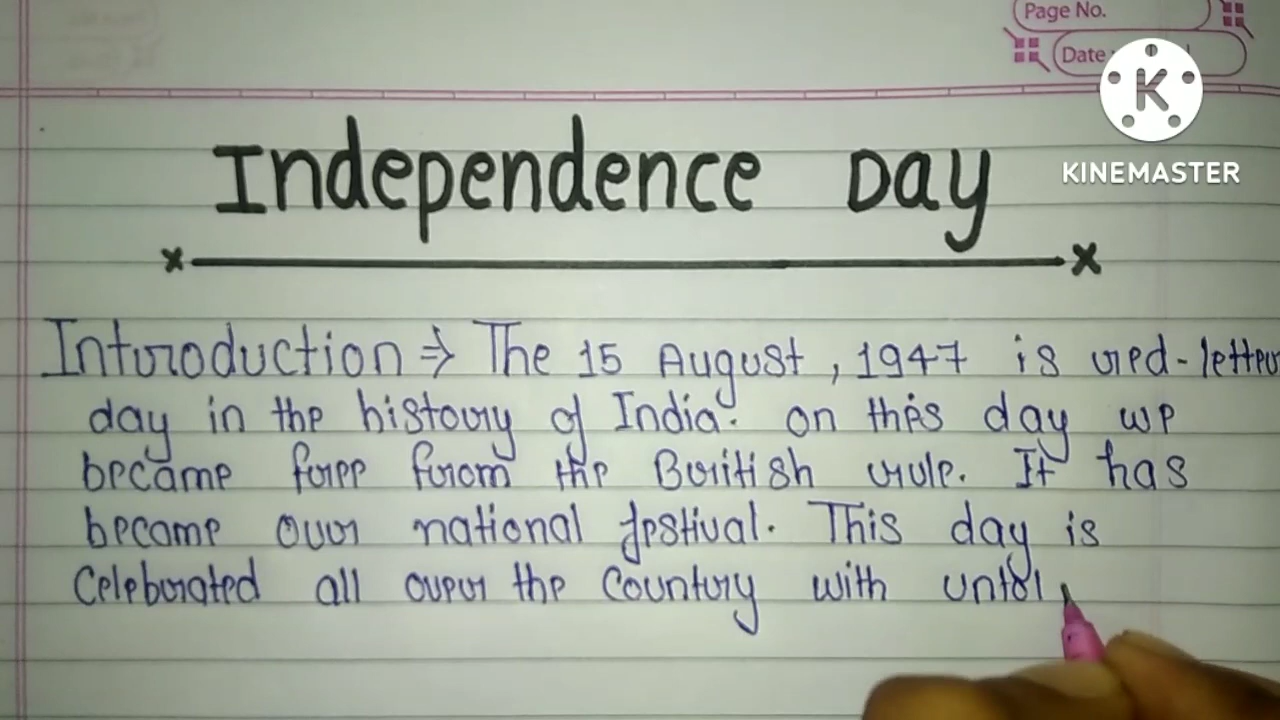 Page No.
Date
K
KINEMASTER
Independence Day
Introduction ⇒ The 15 August, 1947 is red-letter
day in the history of India. on this day we
became free from the British rule. It has
become our national festival. This day is
Celebrated all over the Country with untol